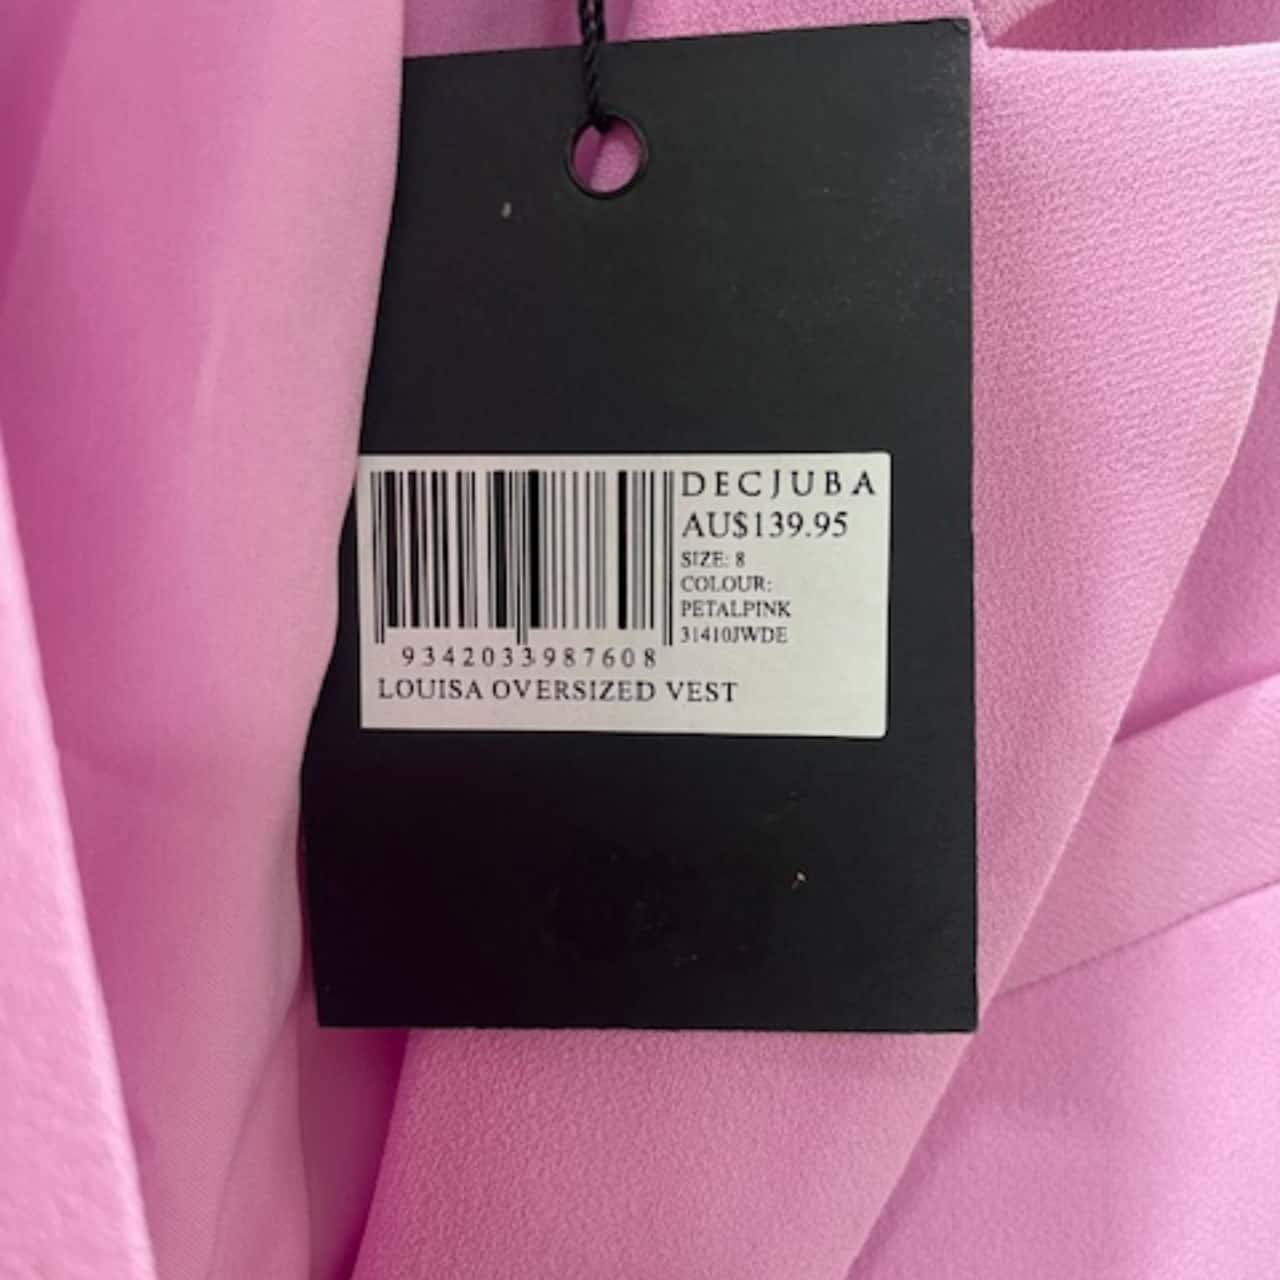 DECJUBA
AU$139.95
SIZE: 8
COLOUR:
PETALPINK
31410JWDE
9342033987608
LOUISA OVERSIZED VEST